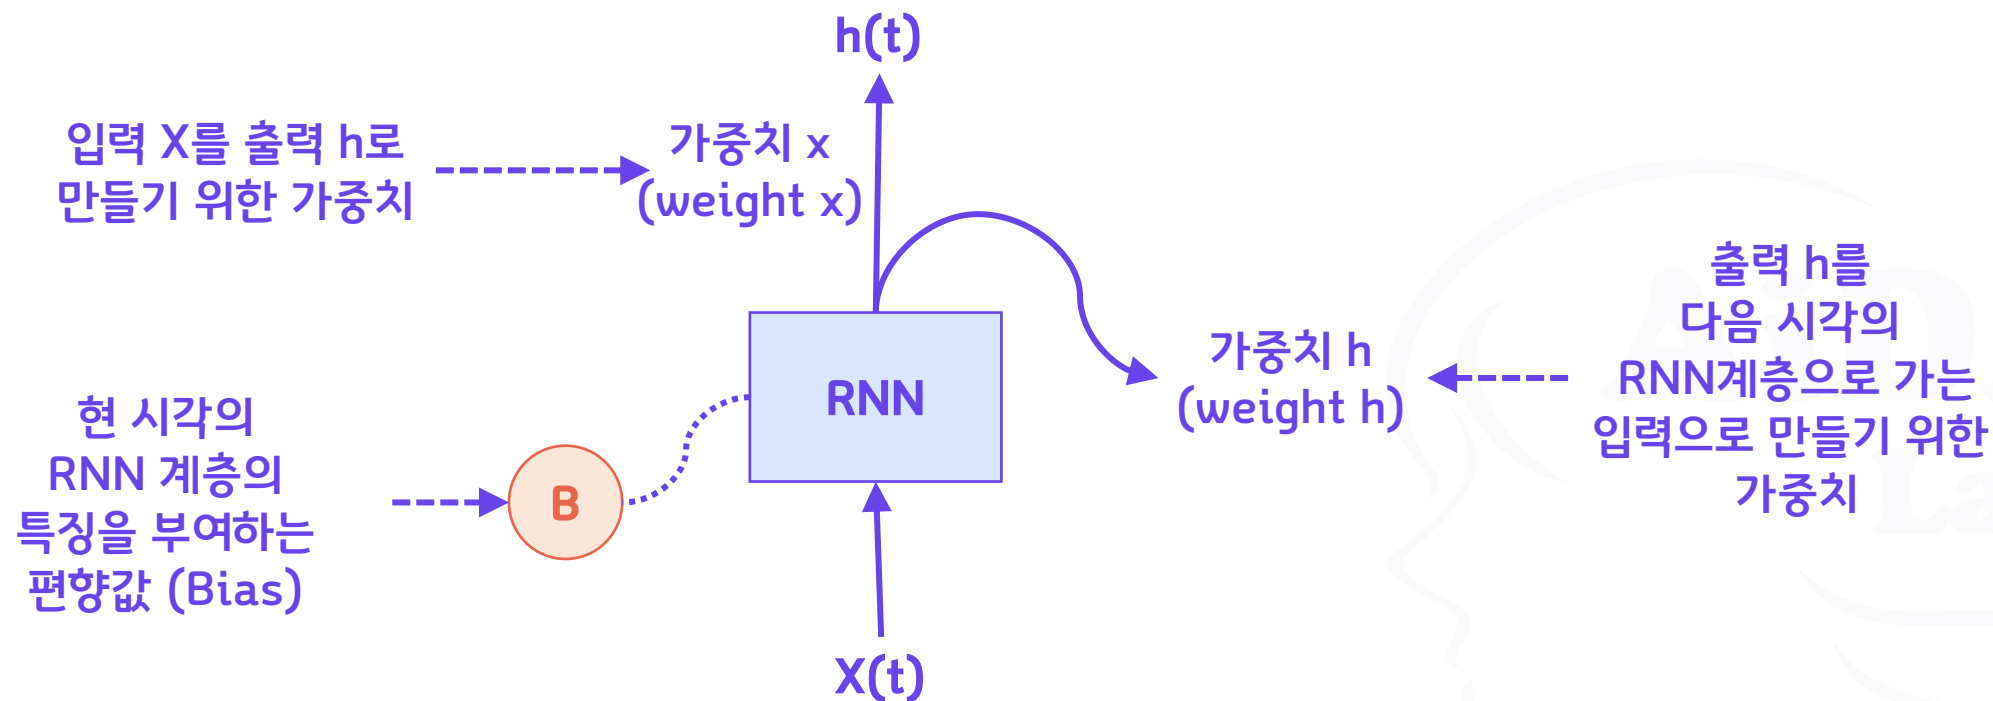 h(t)
입력 X를 출력 h로
만들기 위한 가중치
가중치 x
(weight x)
출력 h를
다음 시각의
RNN계층으로 가는
입력으로 만들기 위한
가중치
가중치 h
(weight h)
RNN
현 시각의
RNN 계층의
특징을 부여하는
편향값 (Bias)
B
X(t)